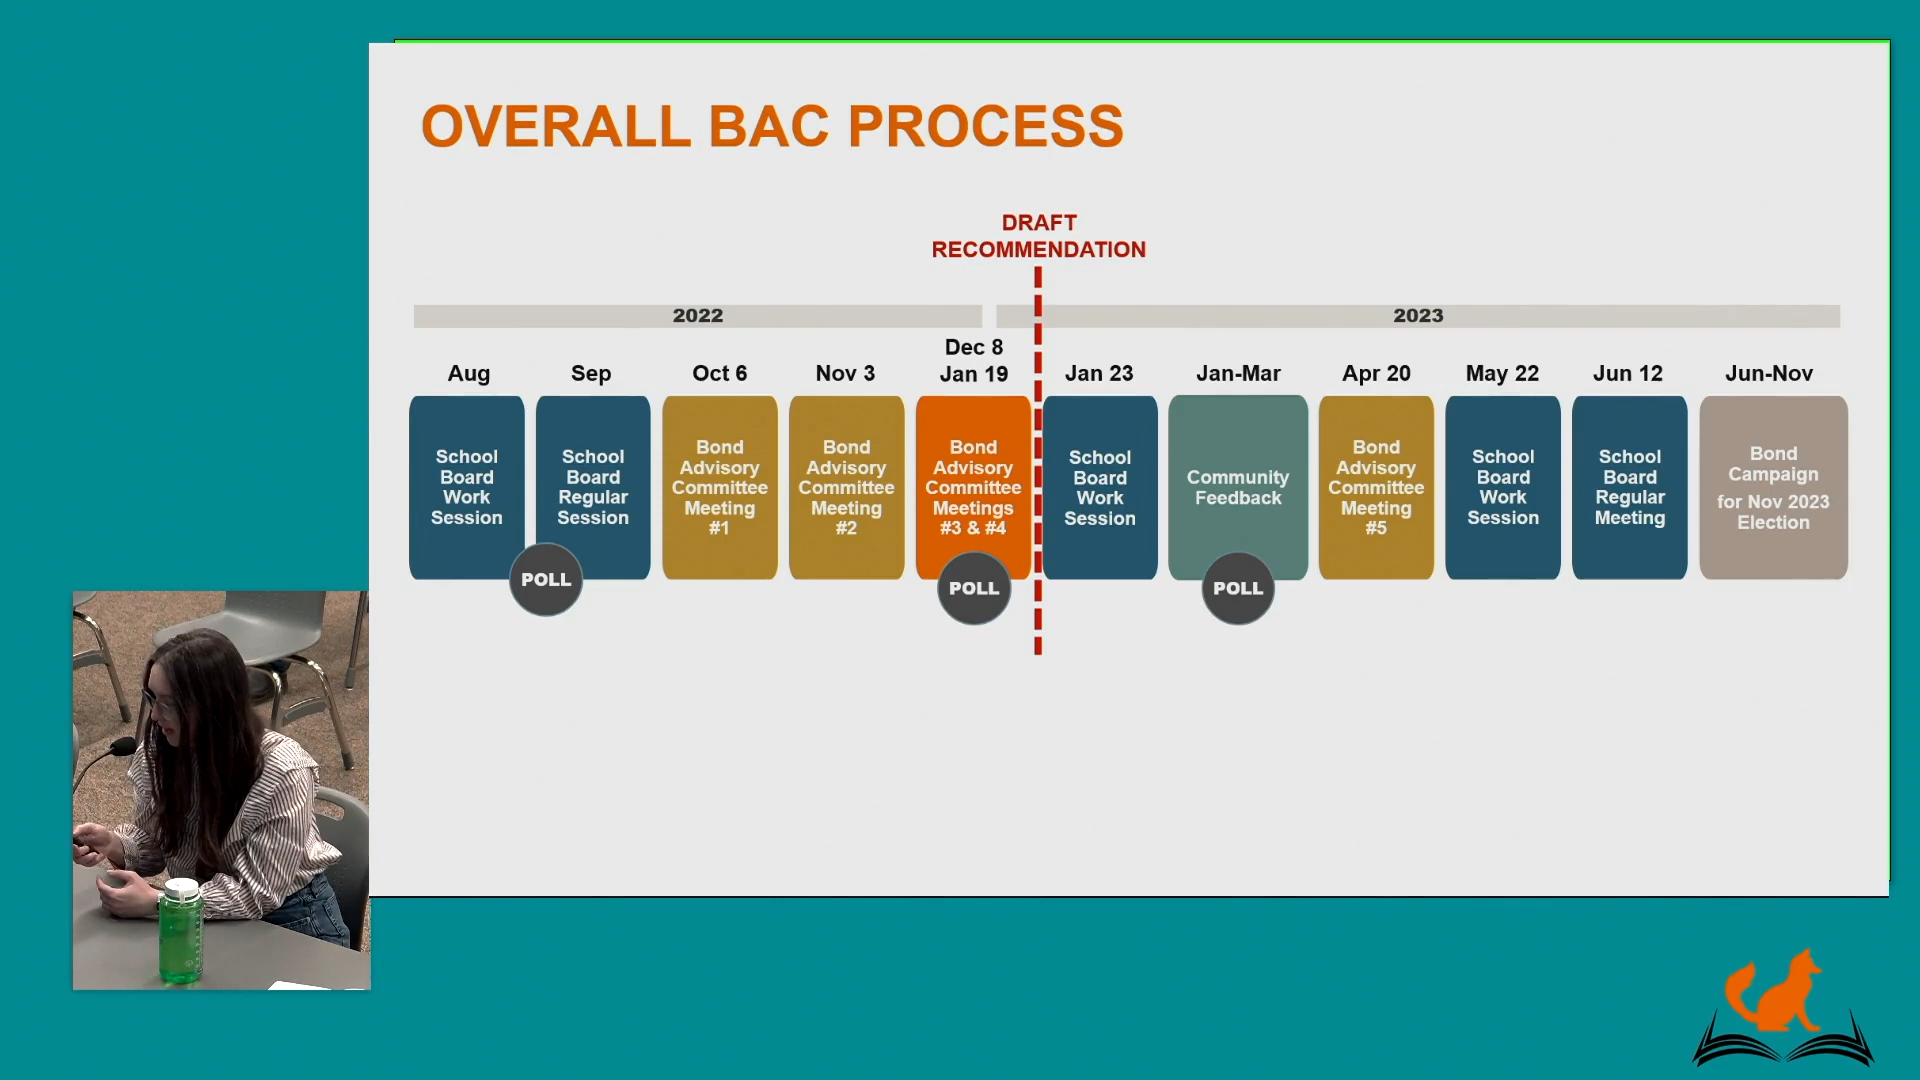 OVERALL BAC PROCESS
DRAFT
RECOMMENDATION
2022
2023
Aug
Sep
Oct 6
Nov 3
Dec 8
Jan 19
Jan 23
Jan-Mar
Apr 20
May 22
Jun 12
Jun-Nov
School
Board
Work
Session
School
Board
Regular
Session
Bond
Advisory
Committee
Meeting
#1
Bond
Advisory
Committee
Meeting
#2
Bond
Advisory
Committee
Meetings
#3 & #4
School
Board
Work
Session
Community
Feedback
Bond
Advisory
Committee
Meeting
#5
School
Board
Work
Session
School
Board
Regular
Meeting
Bond
Campaign
for Nov 2023
Election
POLL
POLL
POLL